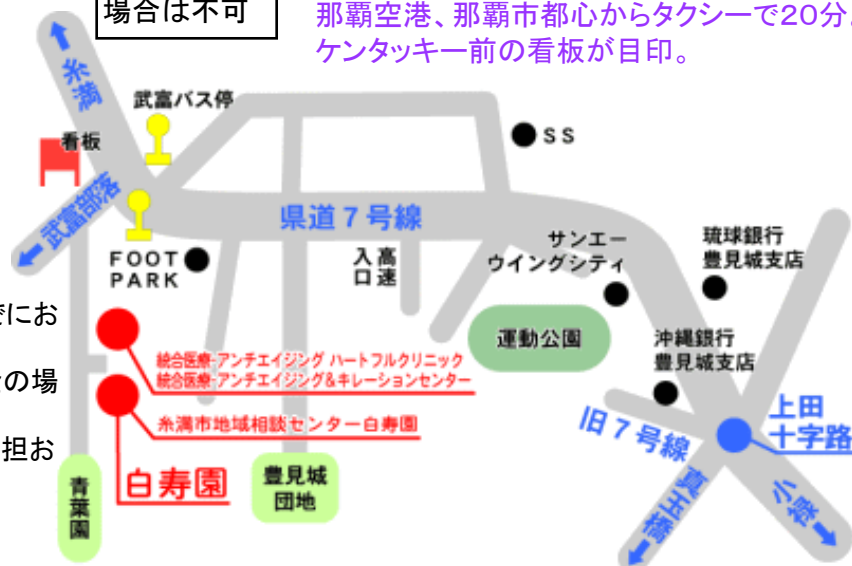 場合は不可
那覇空港、那覇市都心からタクシーで20分。
ケンタッキー前の看板が目印。
糸満
武富バス停
看板
SS
武富部落
県道7号線
FOOT
PARK
高速
入口
サンエー
ウイングシティ
琉球銀行
豊見城支店
でにお
運動公園
沖縄銀行
豊見城支店
統合医療・アンチエイジング ハートフルクリニック
統合医療・アンチエイジング&キレーションセンター
の場
糸満市地域相談センター白寿園
上田
十字路
旧7号線
担お
白寿園
豊見城
団地
青葉園
真玉橋
小禄